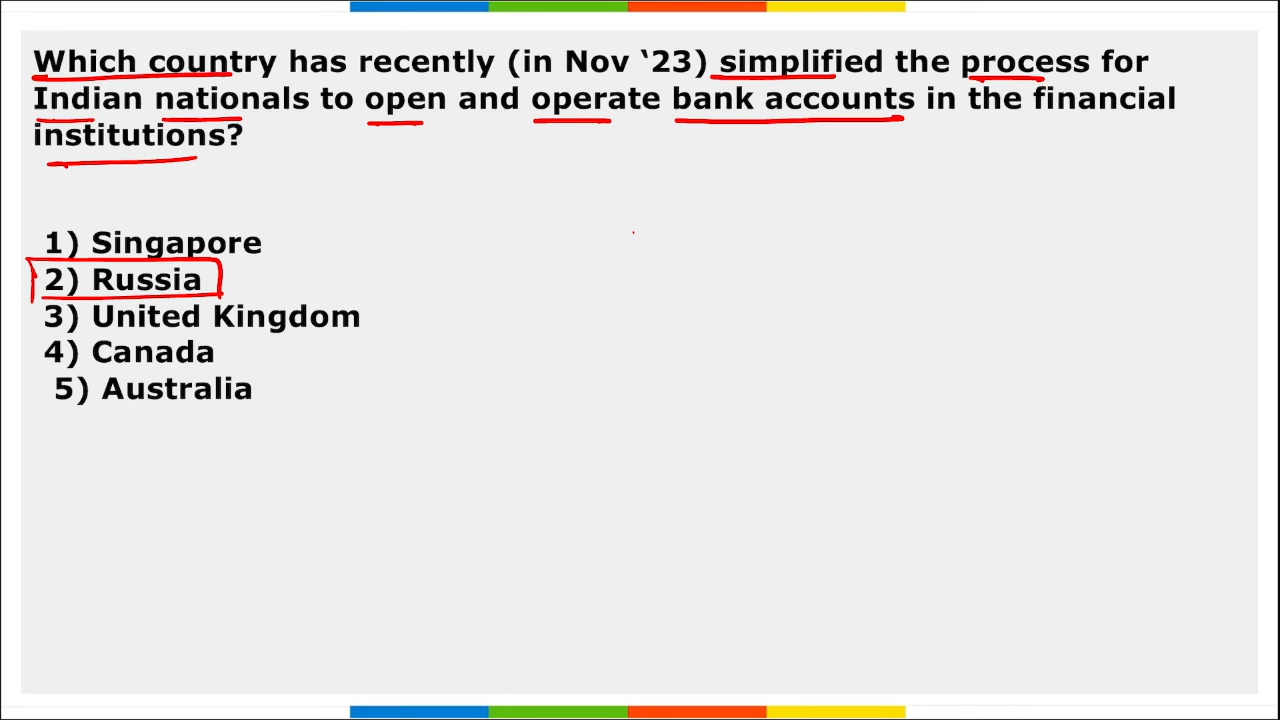 Which country has recently (in Nov ‘23) simplified the process for
Indian nationals to open and operate bank accounts in the financial
institutions?
1) Singapore
2) Russia
3) United Kingdom
4) Canada
5) Australia